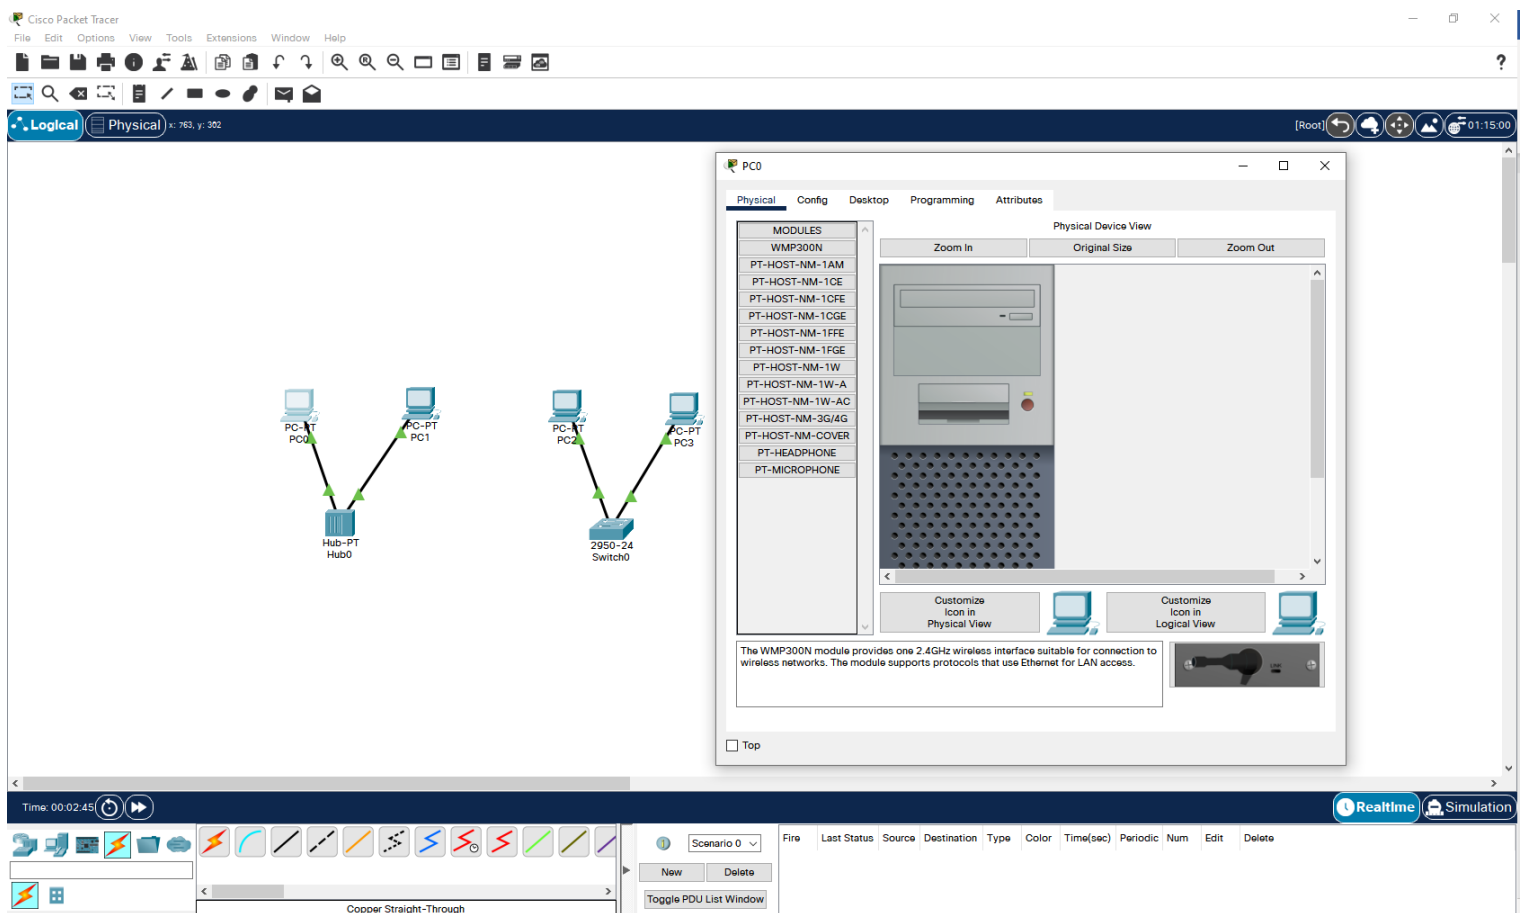 Cisco Packet Tracer
File Edit Options View Tools Extensions Window Help
Logical Physical x: 763, y: 302 [Root] 01:15:00
PC0
Physical Config Desktop Programming Attributes
MODULES
WMP300N
PT-HOST-NM-1AM
PT-HOST-NM-1CE
PT-HOST-NM-1CFE
PT-HOST-NM-1CGE
PT-HOST-NM-1FFE
PT-HOST-NM-1FGE
PT-HOST-NM-1W
PT-HOST-NM-1W-A
PT-HOST-NM-1W-AC
PT-HOST-NM-3G/4G
PT-HOST-NM-COVER
PT-HEADPHONE
PT-MICROPHONE
Physical Device View
Zoom In Original Size Zoom Out
Customize
Icon in
Physical View
Customize
Icon in
Logical View
The WMP300N module provides one 2.4GHz wireless interface suitable for connection to
wireless networks. The module supports protocols that use Ethernet for LAN access.
LINK
Top
PC-PT
PC0
PC-PT
PC1
PC-PT
PC2
PC-PT
PC3
Hub-PT
Hub0
2950-24
Switch0
Time: 00:02:45 Realtime Simulation
Scenario 0
New Delete
Toggle PDU List Window
Fire Last Status Source Destination Type Color Time(sec) Periodic Num Edit Delete
Copper Straight-Through